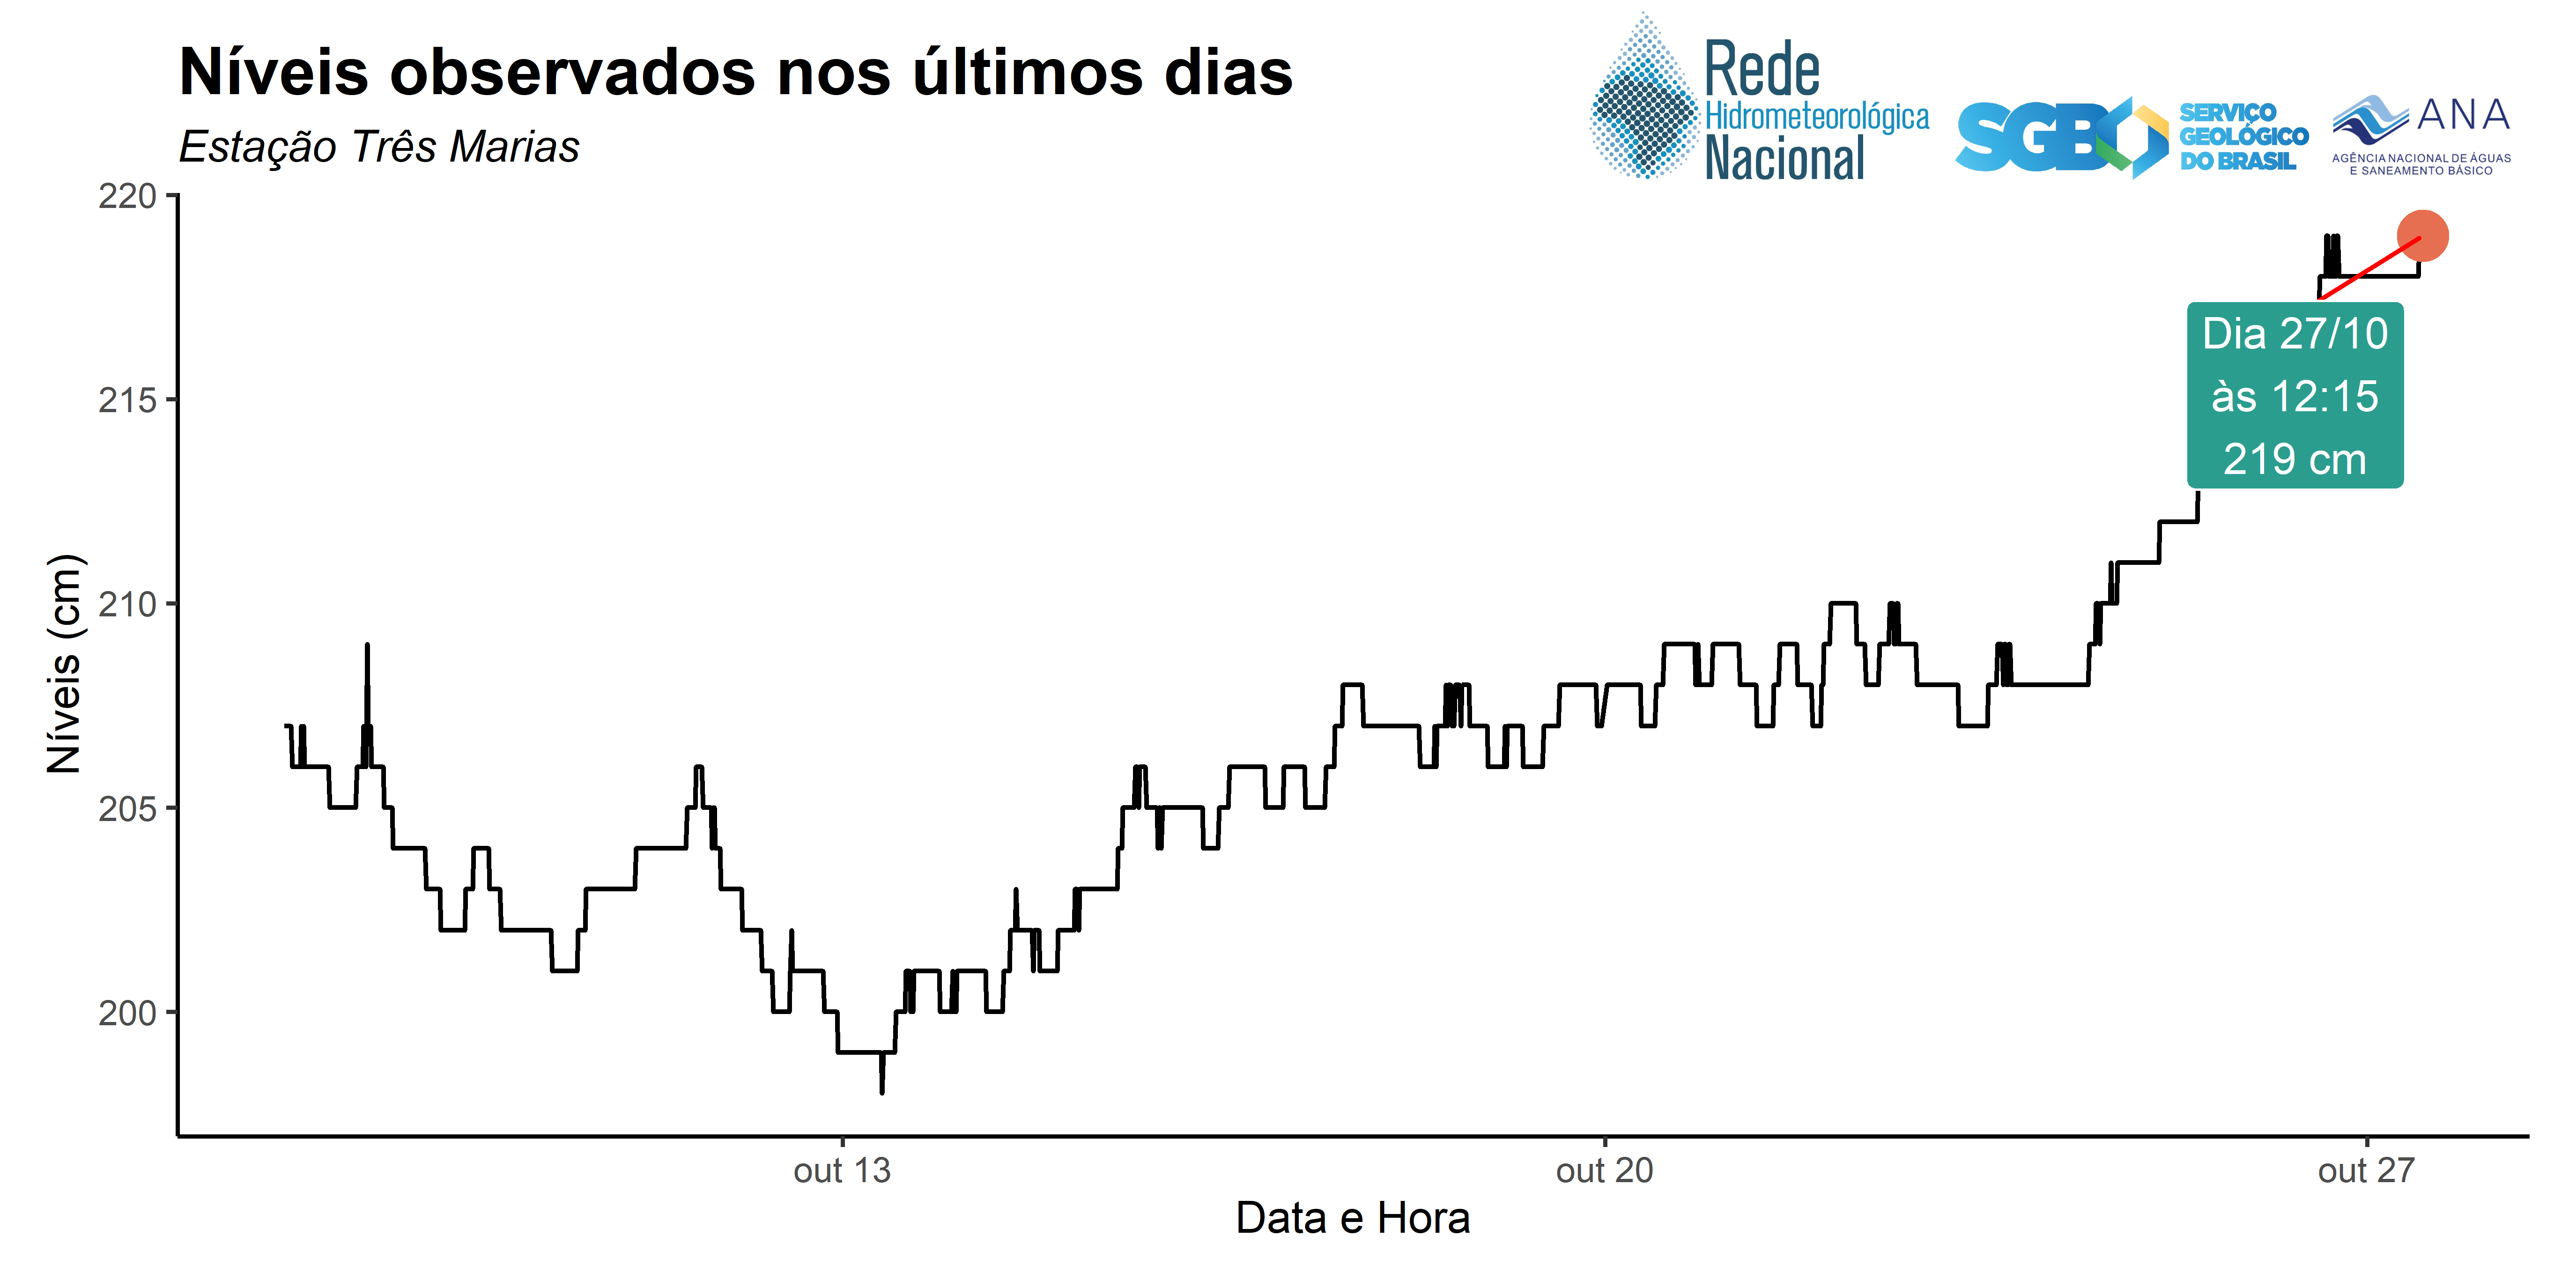 Níveis observados nos últimos dias
Estação Três Marias
Rede
Hidrometeorológica
Nacional
SGB
SERVIÇO
GEOLÓGICO
DO BRASIL
ANA
AGÊNCIA NACIONAL DE ÁGUAS
E SANEAMENTO BÁSICO
220
215
210
205
200
Níveis (cm)
Dia 27/10
às 12:15
219 cm
out 13
out 20
out 27
Data e Hora